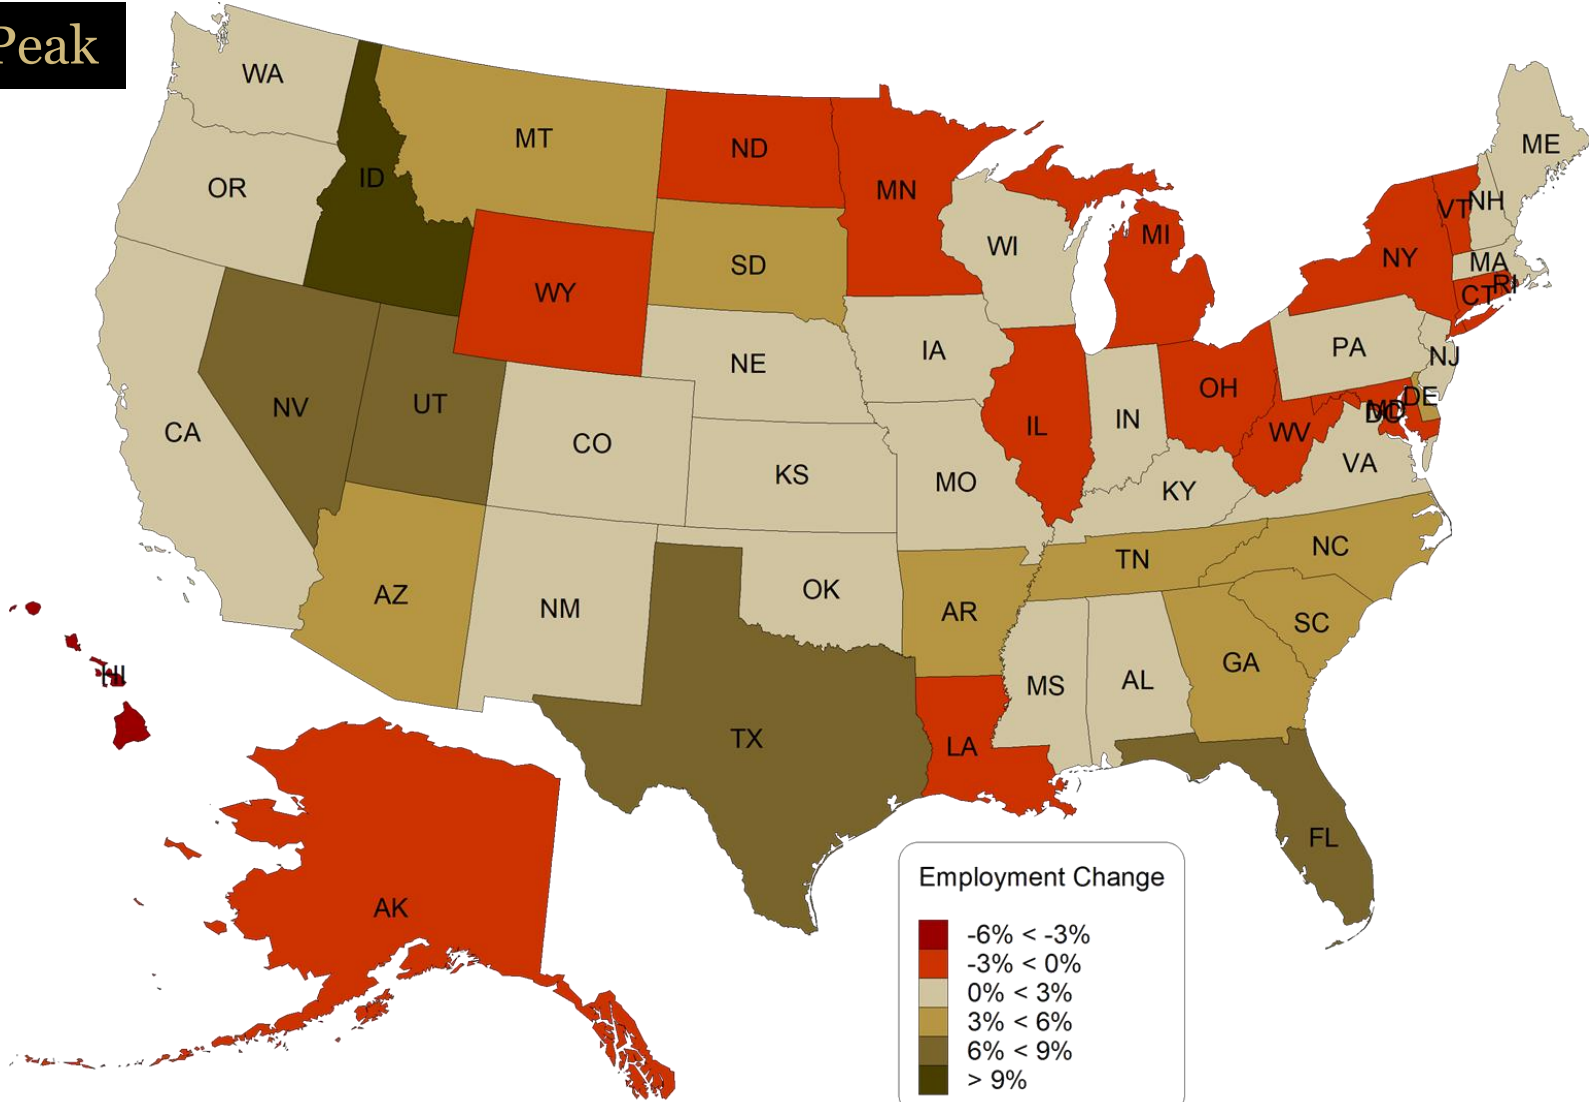 Peak
WA
MT
ND
ME
OR
ID
MN
VT
NH
MI
WI
NY
MA
SD
WY
CT
RI
IA
PA
NJ
NE
NV
UT
OH
DE
MD
DC
CA
CO
IL
IN
WV
VA
KS
MO
KY
TN
NC
AZ
NM
OK
AR
SC
GA
HI
MS
AL
TX
LA
FL
AK
Employment Change
-6% < -3%
-3% < 0%
0% < 3%
3% < 6%
6% < 9%
> 9%